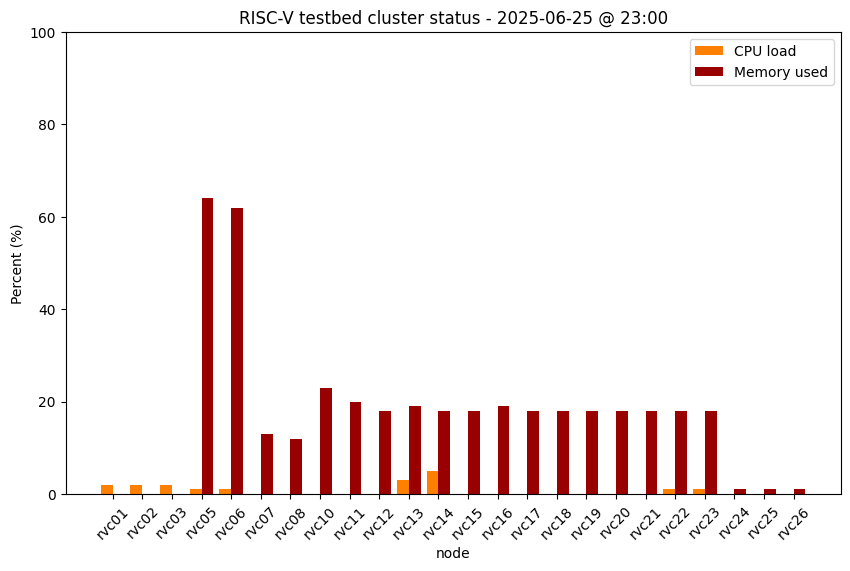 RISC-V testbed cluster status - 2025-06-25 @ 23:00
CPU load
Memory used
Percent (%)
100
80
60
40
20
0
rvc01 rvc02 rvc03 rvc05 rvc06 rvc07 rvc08 rvc10 rvc11 rvc12 rvc13 rvc14 rvc15 rvc16 rvc17 rvc18 rvc19 rvc20 rvc21 rvc22 rvc23 rvc24 rvc25 rvc26
node